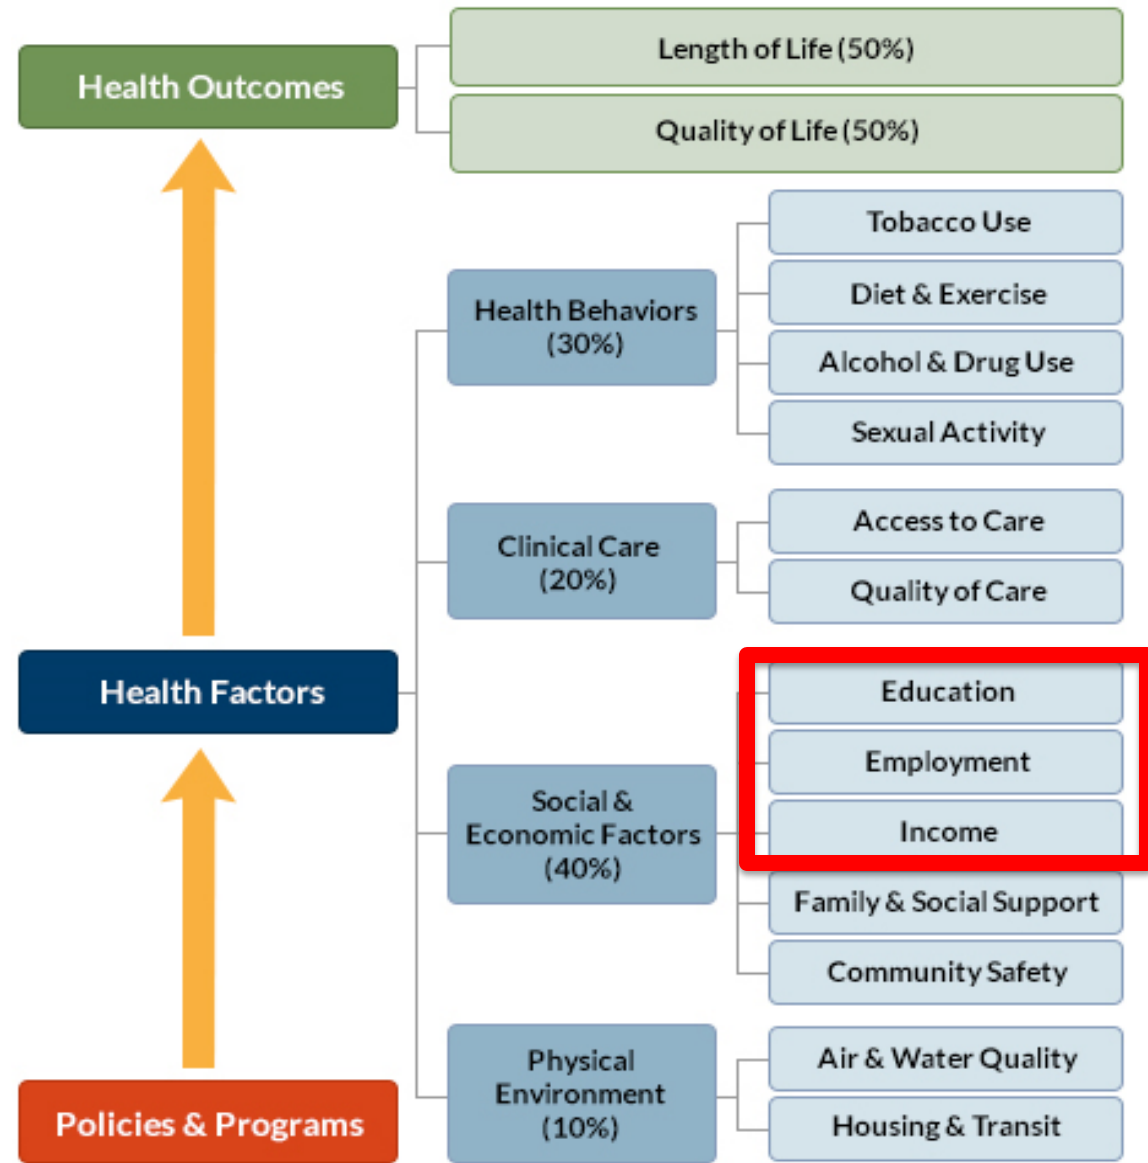 Health Outcomes
Length of Life (50%)
Quality of Life (50%)
Health Behaviors
(30%)
Tobacco Use
Diet & Exercise
Alcohol & Drug Use
Sexual Activity
Clinical Care
(20%)
Access to Care
Quality of Care
Health Factors
Social &
Economic Factors
(40%)
Education
Employment
Income
Family & Social Support
Community Safety
Physical
Environment
(10%)
Air & Water Quality
Housing & Transit
Policies & Programs